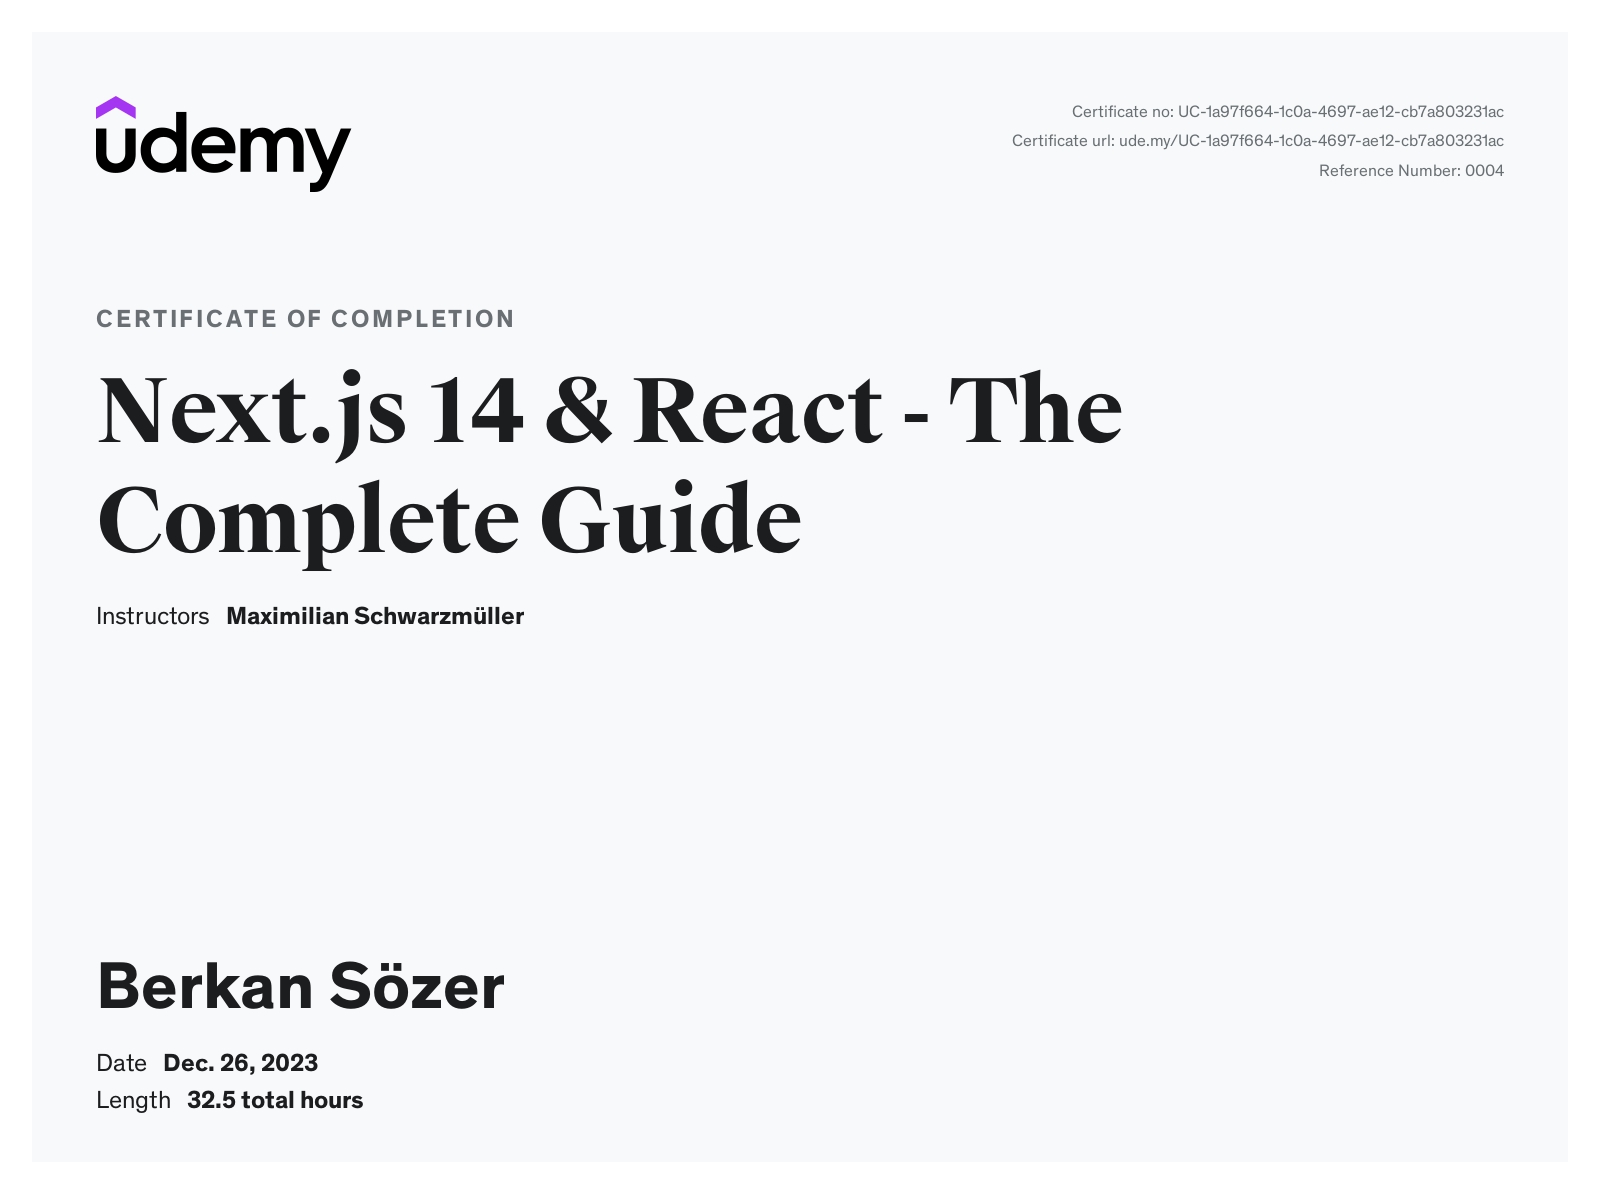 udemy
Certificate no: UC-1a97f664-1c0a-4697-ae12-cb7a803231ac
Certificate url: ude.my/UC-1a97f664-1c0a-4697-ae12-cb7a803231ac
Reference Number: 0004
CERTIFICATE OF COMPLETION
Next.js 14 & React - The
Complete Guide
Instructors Maximilian Schwarzmüller
Berkan Sözer
Date Dec. 26, 2023
Length 32.5 total hours